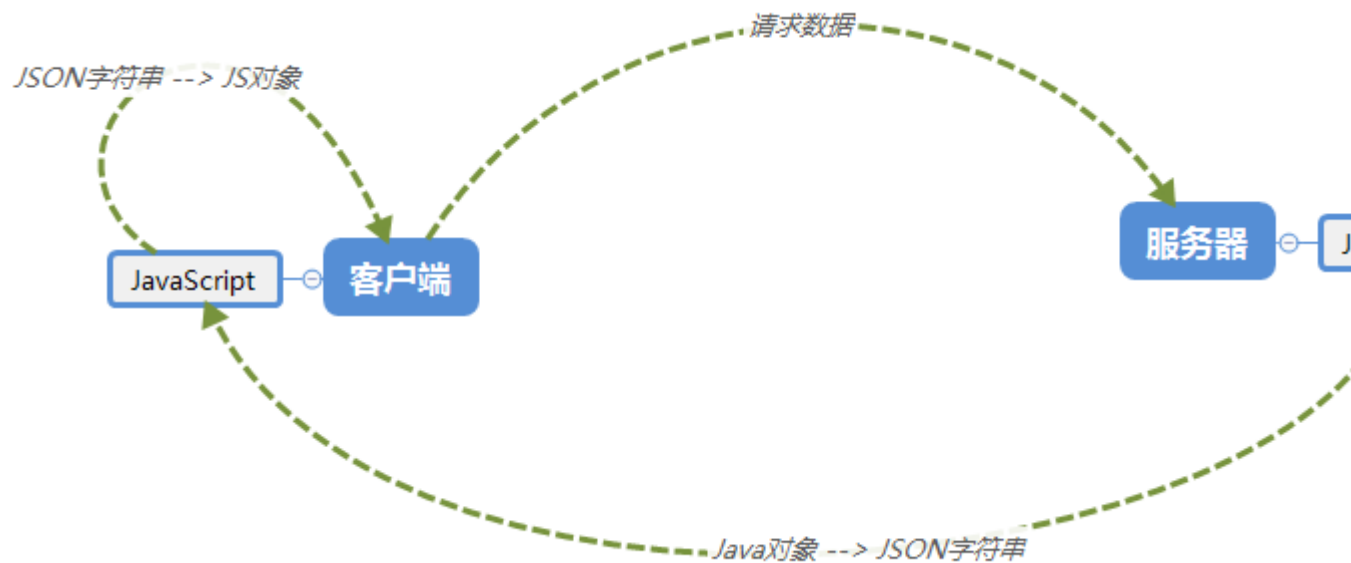 请求数据
JSON字符串 --> JS对象
服务器
J
JavaScript
客户端
Java对象 --> JSON字符串